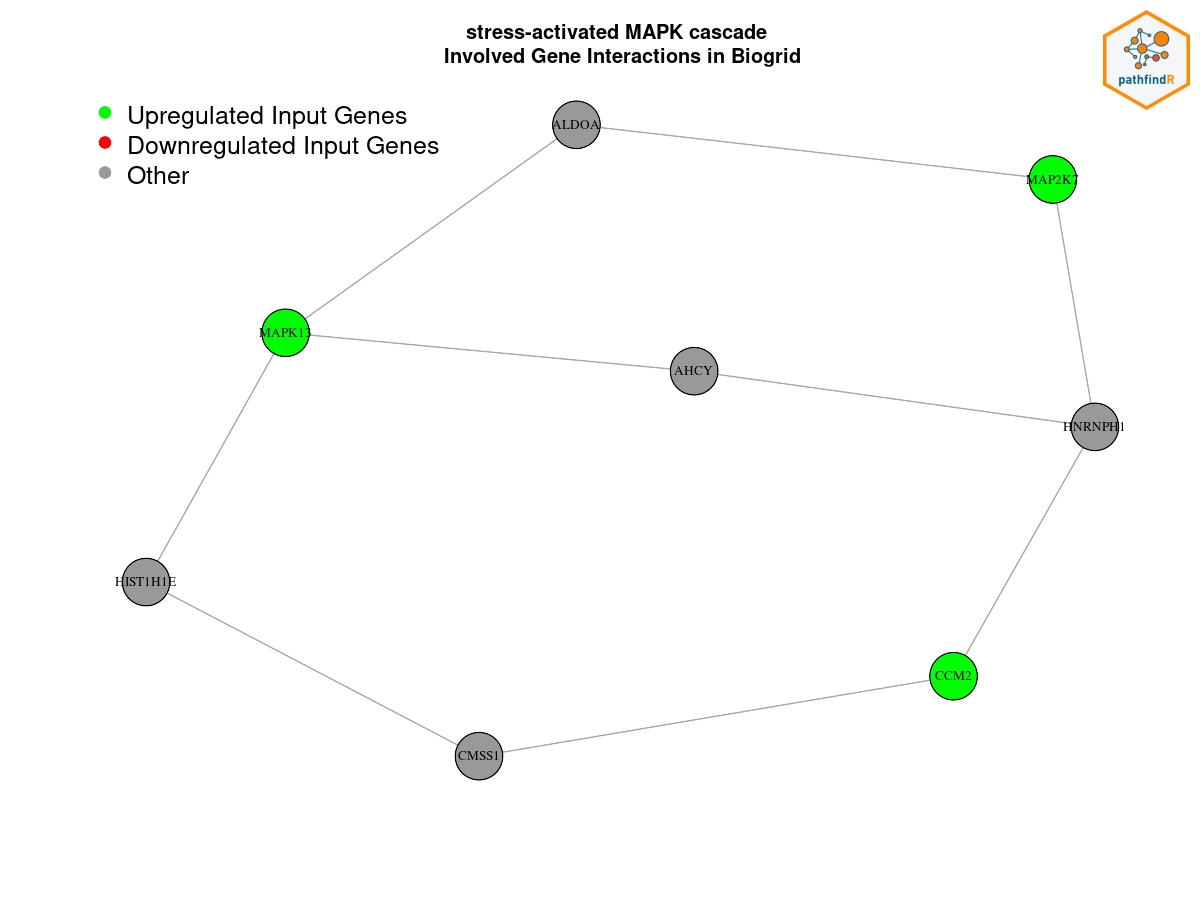 stress-activated MAPK cascade
Involved Gene Interactions in Biogrid
pathfindR
Upregulated Input Genes
Downregulated Input Genes
Other
ALDOA
MAP2K7
MAPK13
AHCY
HNRNPH1
HIST1H1E
CCM2
CMSS1